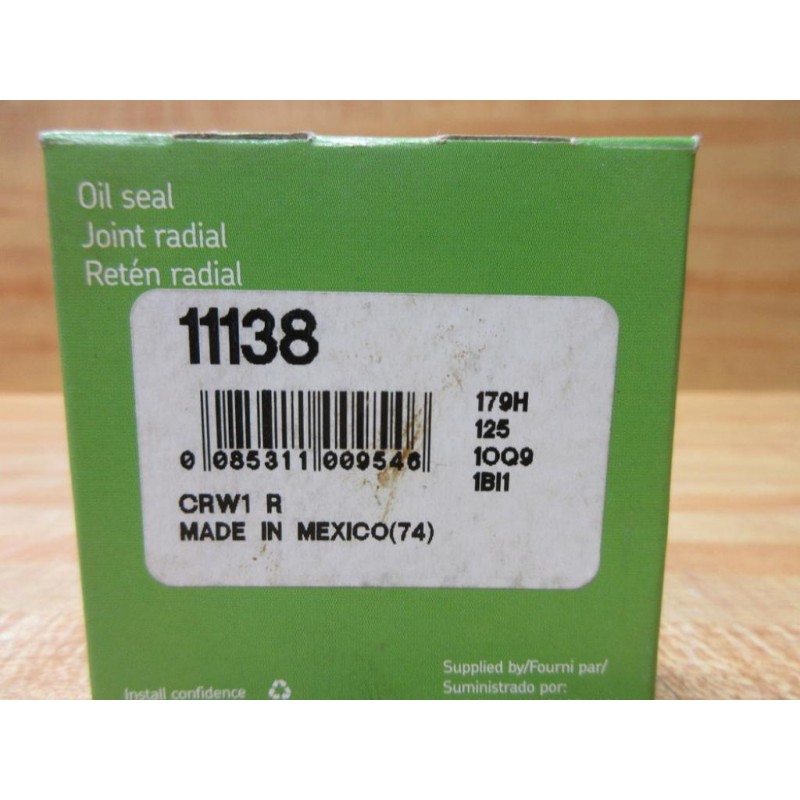 Oil seal
Joint radial
Retén radial
11138
0 085311 009546
179H
125
10Q9
1BI1
CRW1 R
MADE IN MEXICO(74)
Supplied by/Fourni par/
Suministrado por:
Install confidence